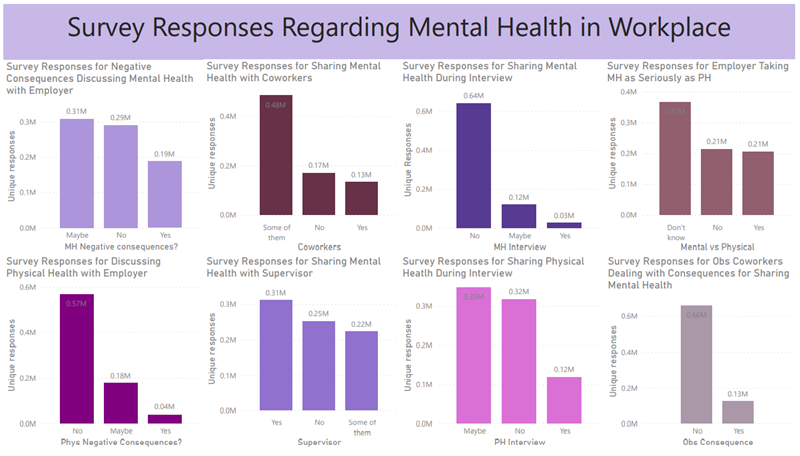 Survey Responses Regarding Mental Health in Workplace
Survey Responses for Negative
Consequences Discussing Mental Health
with Employer
Unique responses
0.3M
0.2M
0.1M
0.0M
0.31M
0.29M
0.19M
Maybe
No
Yes
MH Negative consequences?
Survey Responses for Sharing Mental
Health with Coworkers
Unique responses
0.4M
0.2M
0.0M
0.48M
0.17M
0.13M
Some of
them
No
Yes
Coworkers
Survey Responses for Sharing Mental
Health During Interview
Unique Responses
0.6M
0.4M
0.2M
0.0M
0.64M
0.12M
0.03M
No
Maybe
Yes
MH Interview
Survey Responses for Employer Taking
MH as Seriously as PH
Unique responses
0.4M
0.3M
0.2M
0.1M
0.0M
0.21M
0.21M
Don't
know
No
Yes
Mental vs Physical
Survey Responses for Discussing
Physical Health with Employer
Unique responses
0.6M
0.4M
0.2M
0.0M
0.57M
0.18M
0.04M
No
Maybe
Yes
Phys Negative Consequences?
Survey Responses for Sharing Mental
Health with Supervisor
Unique responses
0.3M
0.2M
0.1M
0.0M
0.31M
0.25M
0.22M
Yes
No
Some of
them
Supervisor
Survey Responses for Sharing Physical
Health During Interview
Unique responses
0.3M
0.2M
0.1M
0.0M
0.35M
0.32M
0.12M
Maybe
No
Yes
PH Interview
Survey Responses for Obs Coworkers
Dealing with Consequences for Sharing
Mental Health
Unique responses
0.6M
0.4M
0.2M
0.0M
0.66M
0.13M
No
Yes
Obs Consequence